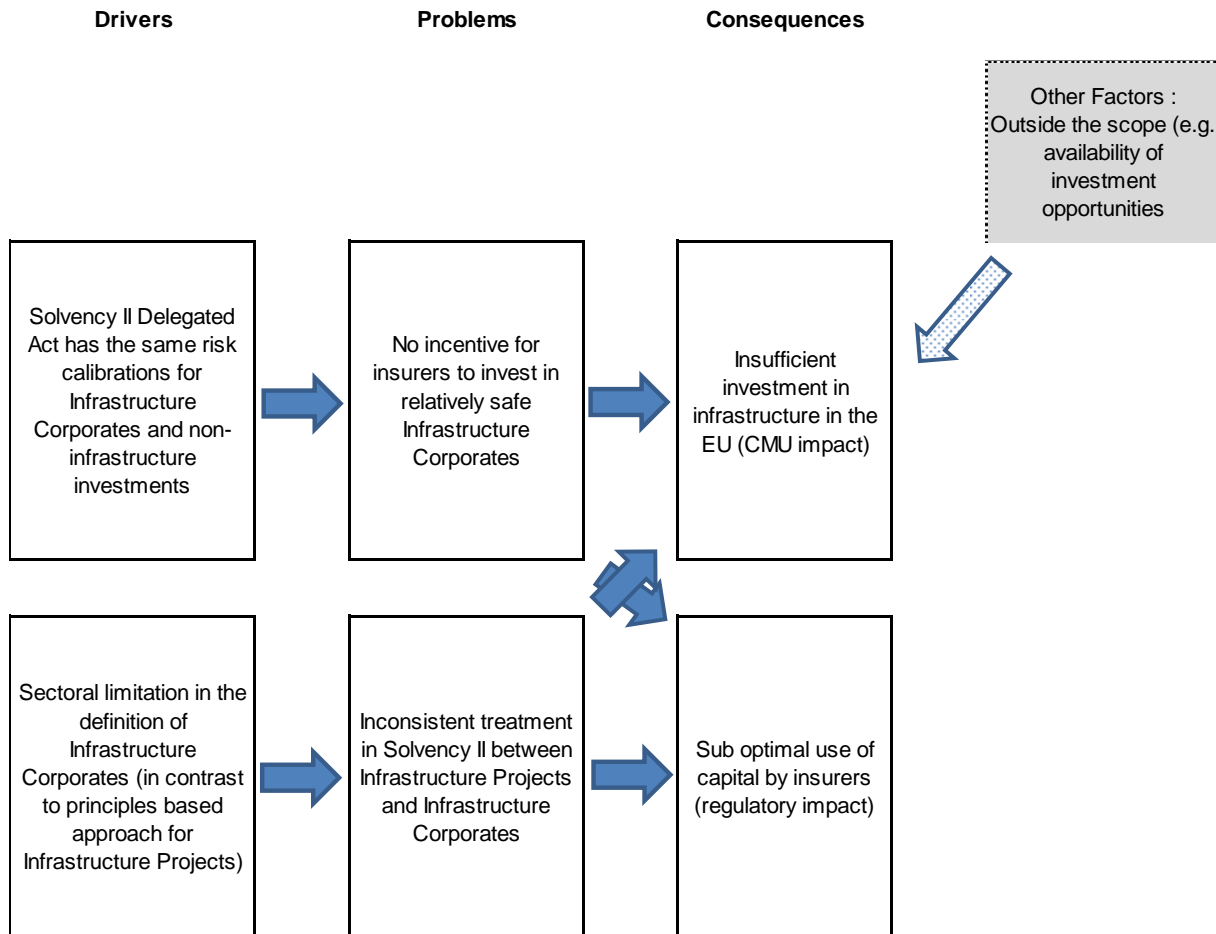 Drivers
Problems
Consequences
Other Factors :
Outside the scope (e.g.
availability of
investment
opportunities
Solvency II Delegated
Act has the same risk
calibrations for
Infrastructure
Corporates and non-
infrastructure
investments
No incentive for
insurers to invest in
relatively safe
Infrastructure
Corporates
Insufficient
investment in
infrastructure in the
EU (CMU impact)
Sectoral limitation in the
definition of
Infrastructure
Corporates (in contrast
to principles based
approach for
Infrastructure Projects)
Inconsistent treatment
in Solvency II between
Infrastructure Projects
and Infrastructure
Corporates
Sub optimal use of
capital by insurers
(regulatory impact)